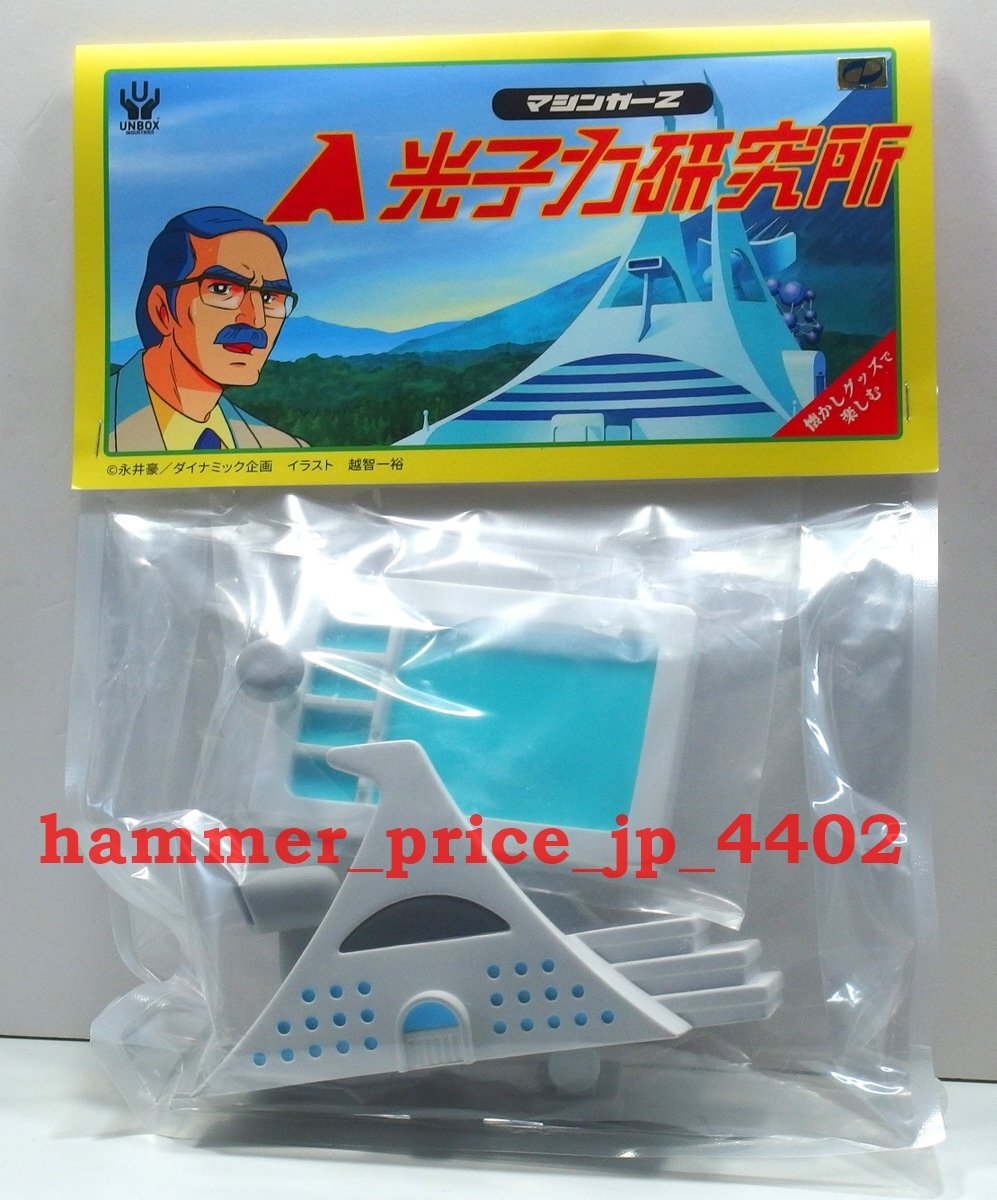 UNBOX
INDUSTRIES
マジンガーZ
光子力研究所
懐かしグッズで
楽しむ
©永井豪/ダイナミック企画 イラスト 越智一裕
hammer_price_jp_4402